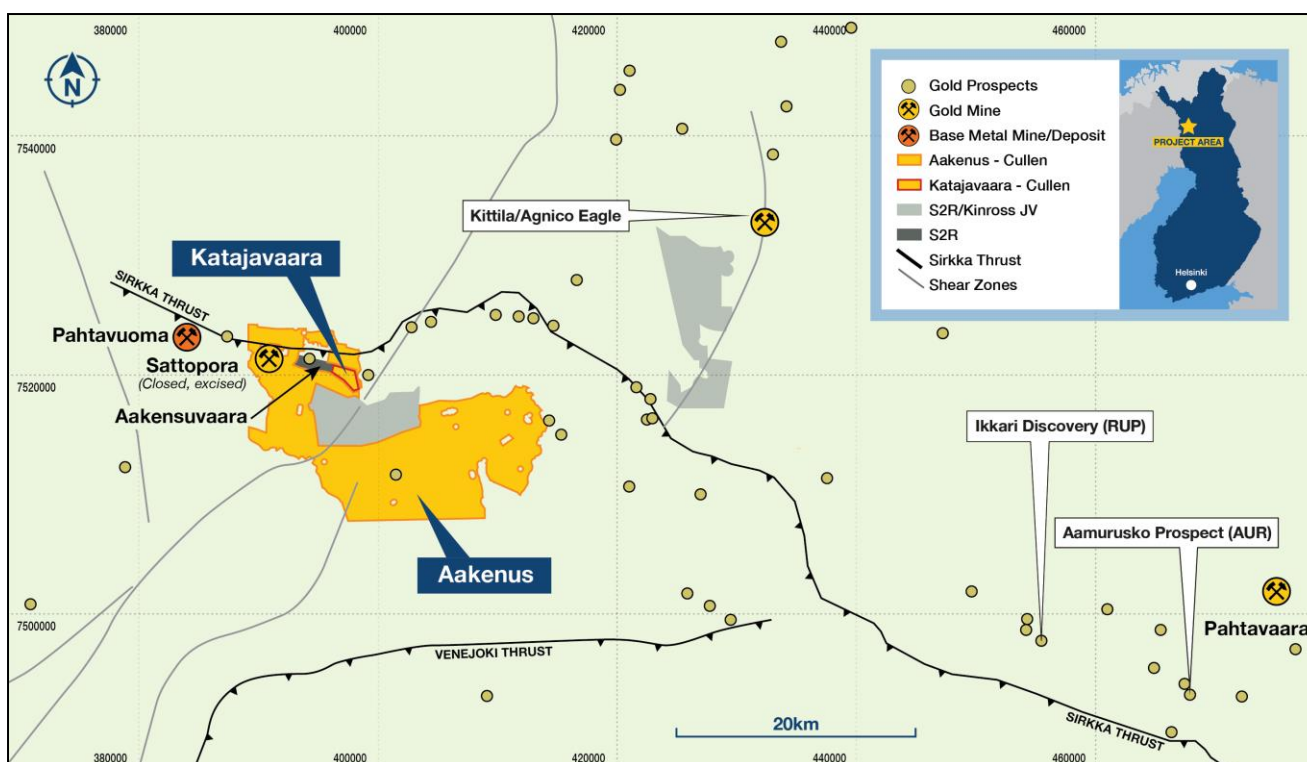 380000
400000
420000
440000
460000
N
7540000
7520000
7500000
Gold Prospects
Gold Mine
Base Metal Mine/Deposit
Aakenus - Cullen
Katajavaara - Cullen
S2R/Kinross JV
S2R
Sirkka Thrust
Shear Zones
PROJECT AREA
Helsinki
Kittila/Agnico Eagle
Katajavaara
SIRKKA THRUST
Pahtavuoma
Sattopora
(Closed, excised)
Aakensuvaara
Aakenus
Ikkari Discovery (RUP)
Aamurusko Prospect (AUR)
Pahtavaara
VENEJOKI THRUST
SIRKKA THRUST
20km
380000
400000
420000
440000
460000